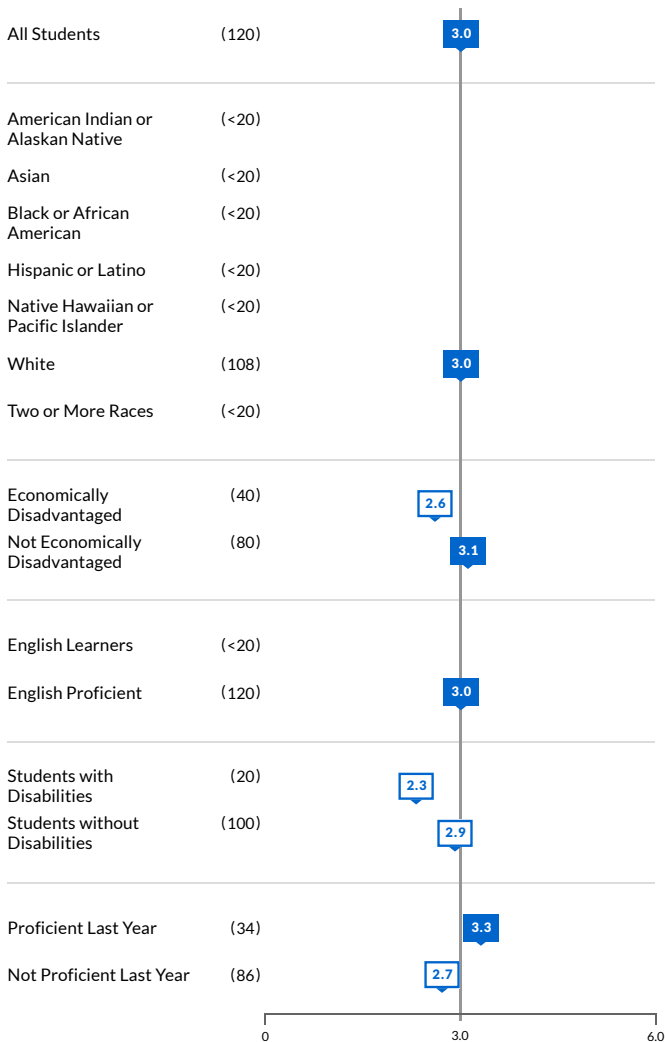 All Students (120) 3.0
American Indian or (<20)
Alaskan Native
Asian (<20)
Black or African (<20)
American
Hispanic or Latino (<20)
Native Hawaiian or (<20)
Pacific Islander
White (108) 3.0
Two or More Races (<20)
Economically (40) 2.6
Disadvantaged
Not Economically (80) 3.1
Disadvantaged
English Learners (<20)
English Proficient (120) 3.0
Students with (20) 2.3
Disabilities
Students without (100) 2.9
Disabilities
Proficient Last Year (34) 3.3
Not Proficient Last Year (86) 2.7
0 3.0 6.0